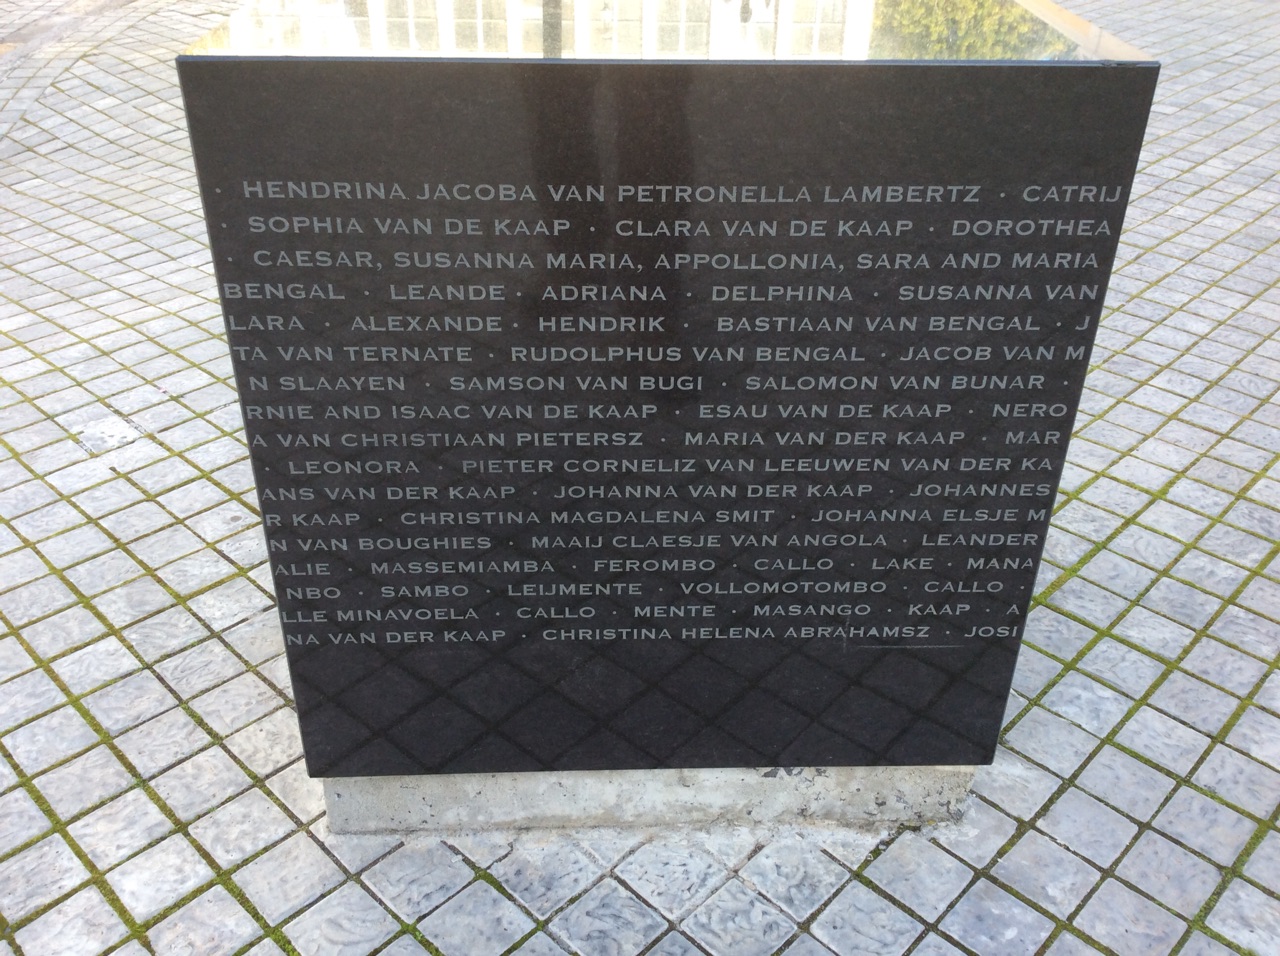 · HENDRINA JACOBA VAN PETRONELLA LAMBERTZ · CATRIJ
· SOPHIA VAN DE KAAP · CLARA VAN DE KAAP · DOROTHEA
· CAESAR, SUSANNA MARIA, APPOLLONIA, SARA AND MARIA
BENGAL · LEANDE · ADRIANA · DELPHINA · SUSANNA VAN
LARA · ALEXANDE · HENDRIK · BASTIAAN VAN BENGAL · J
TA VAN TERNATE · RUDOLPHUS VAN BENGAL · JACOB VAN M
N SLAAYEN · SAMSON VAN BUGI · SALOMON VAN BUNAR ·
RNIE AND ISAAC VAN DE KAAP · ESAU VAN DE KAAP · NERO
A VAN CHRISTIAAN PIETERSZ · MARIA VAN DER KAAP · MAR
· LEONORA · PIETER CORNELIZ VAN LEEUWEN VAN DER KA
ANS VAN DER KAAP · JOHANNA VAN DER KAAP · JOHANNES
R KAAP · CHRISTINA MAGDALENA SMIT · JOHANNA ELSJE M
N VAN BOUGHIES · MAAIJ CLAESJE VAN ANGOLA · LEANDER
ALIE · MASSEMIAMBA · FEROMBO · CALLO · LAKE · MANA
NBO · SAMBO · LEIJMENTE · VOLLOMOTOMBO · CALLO ·
LLE MINAVOELA · CALLO · MENTE · MASANGO · KAAP · A
NA VAN DER KAAP · CHRISTINA HELENA ABRAHAMSZ · JOSI